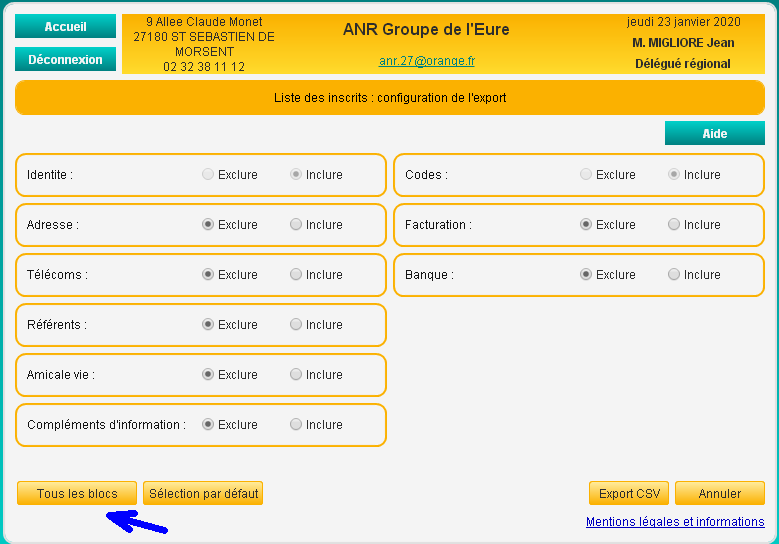 Accueil
Déconnexion
9 Allee Claude Monet
27180 ST SEBASTIEN DE
MORSENT
02 32 38 11 12
ANR Groupe de l'Eure
anr.27@orange.fr
jeudi 23 janvier 2020
M. MIGLIORE Jean
Délégué régional
Liste des inscrits : configuration de l'export
Aide
Identite : Exclure Inclure
Codes : Exclure Inclure
Adresse : Exclure Inclure
Facturation : Exclure Inclure
Télécoms : Exclure Inclure
Banque : Exclure Inclure
Référents : Exclure Inclure
Amicale vie : Exclure Inclure
Compléments d'information : Exclure Inclure
Tous les blocs Sélection par défaut Export CSV Annuler
Mentions légales et informations